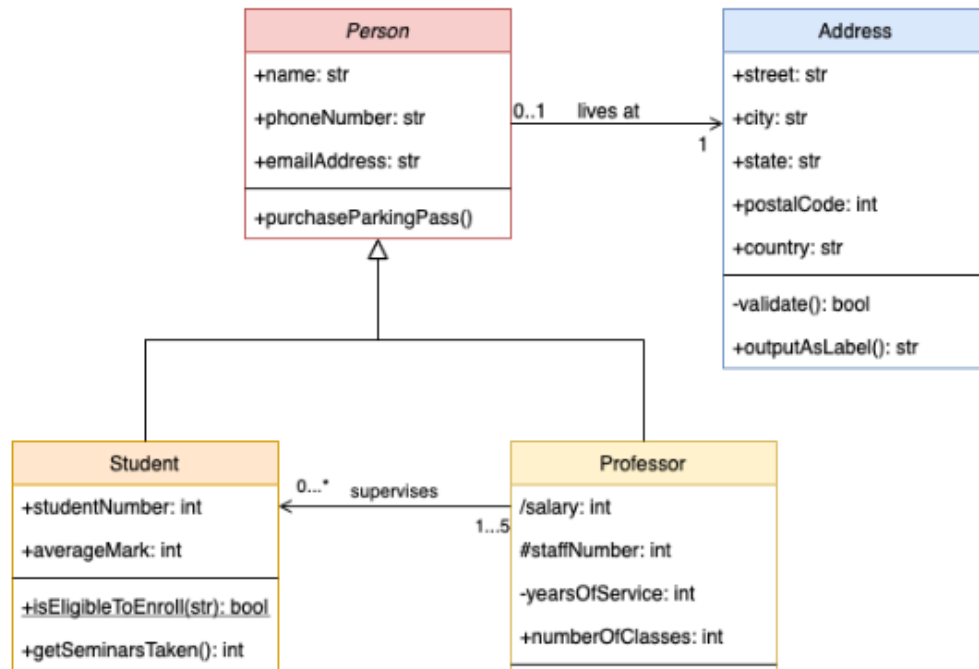 Person
+name: str
+phoneNumber: str
+emailAddress: str
+purchaseParkingPass()
0..1 lives at
1
Address
+street: str
+city: str
+state: str
+postalCode: int
+country: str
-validate(): bool
+outputAsLabel(): str
Student
+studentNumber: int
+averageMark: int
+isEligibleToEnroll(str): bool
+getSeminarsTaken(): int
0...* supervises
1...5
Professor
/salary: int
#staffNumber: int
-yearsOfService: int
+numberOfClasses: int